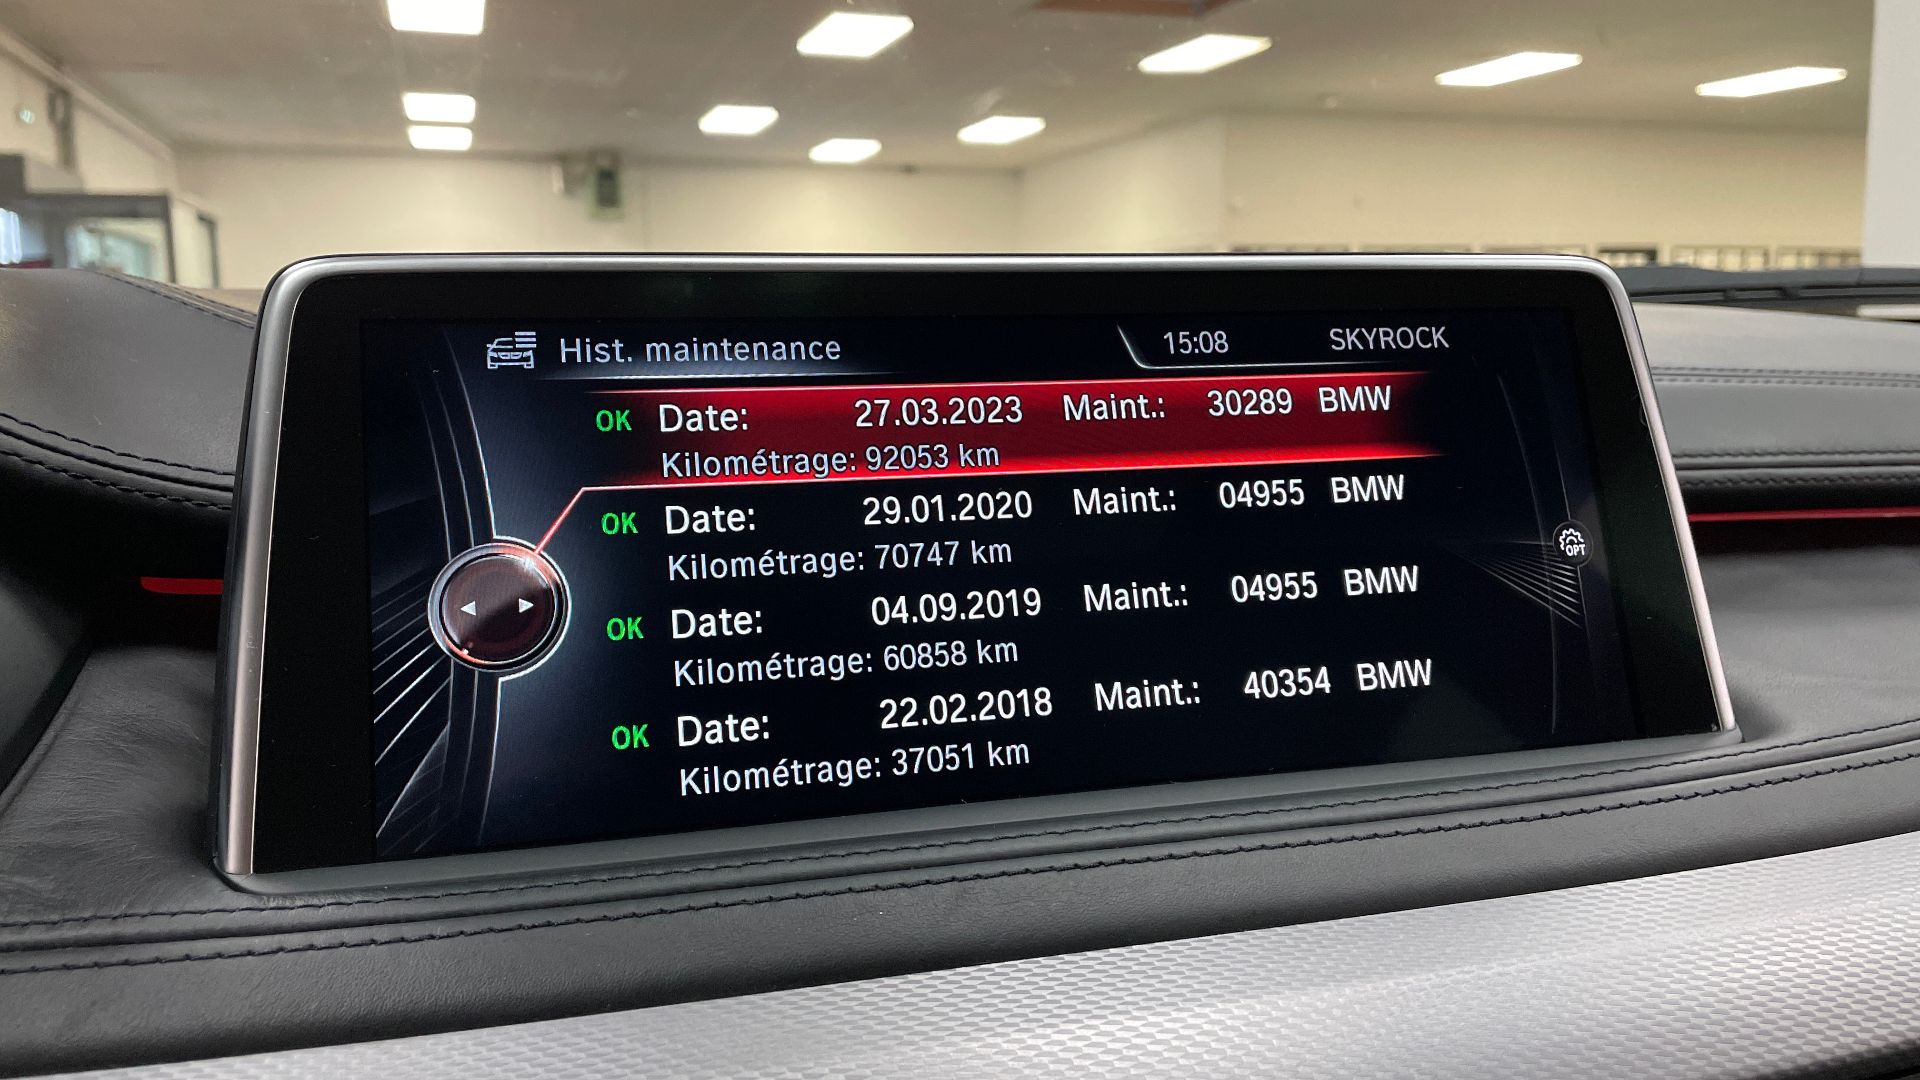 Hist. maintenance 15:08 SKYROCK
OK Date: 27.03.2023 Maint.: 30289 BMW
Kilométrage: 92053 km
OK Date: 29.01.2020 Maint.: 04955 BMW
Kilométrage: 70747 km
OPT
OK Date: 04.09.2019 Maint.: 04955 BMW
Kilométrage: 60858 km
OK Date: 22.02.2018 Maint.: 40354 BMW
Kilométrage: 37051 km